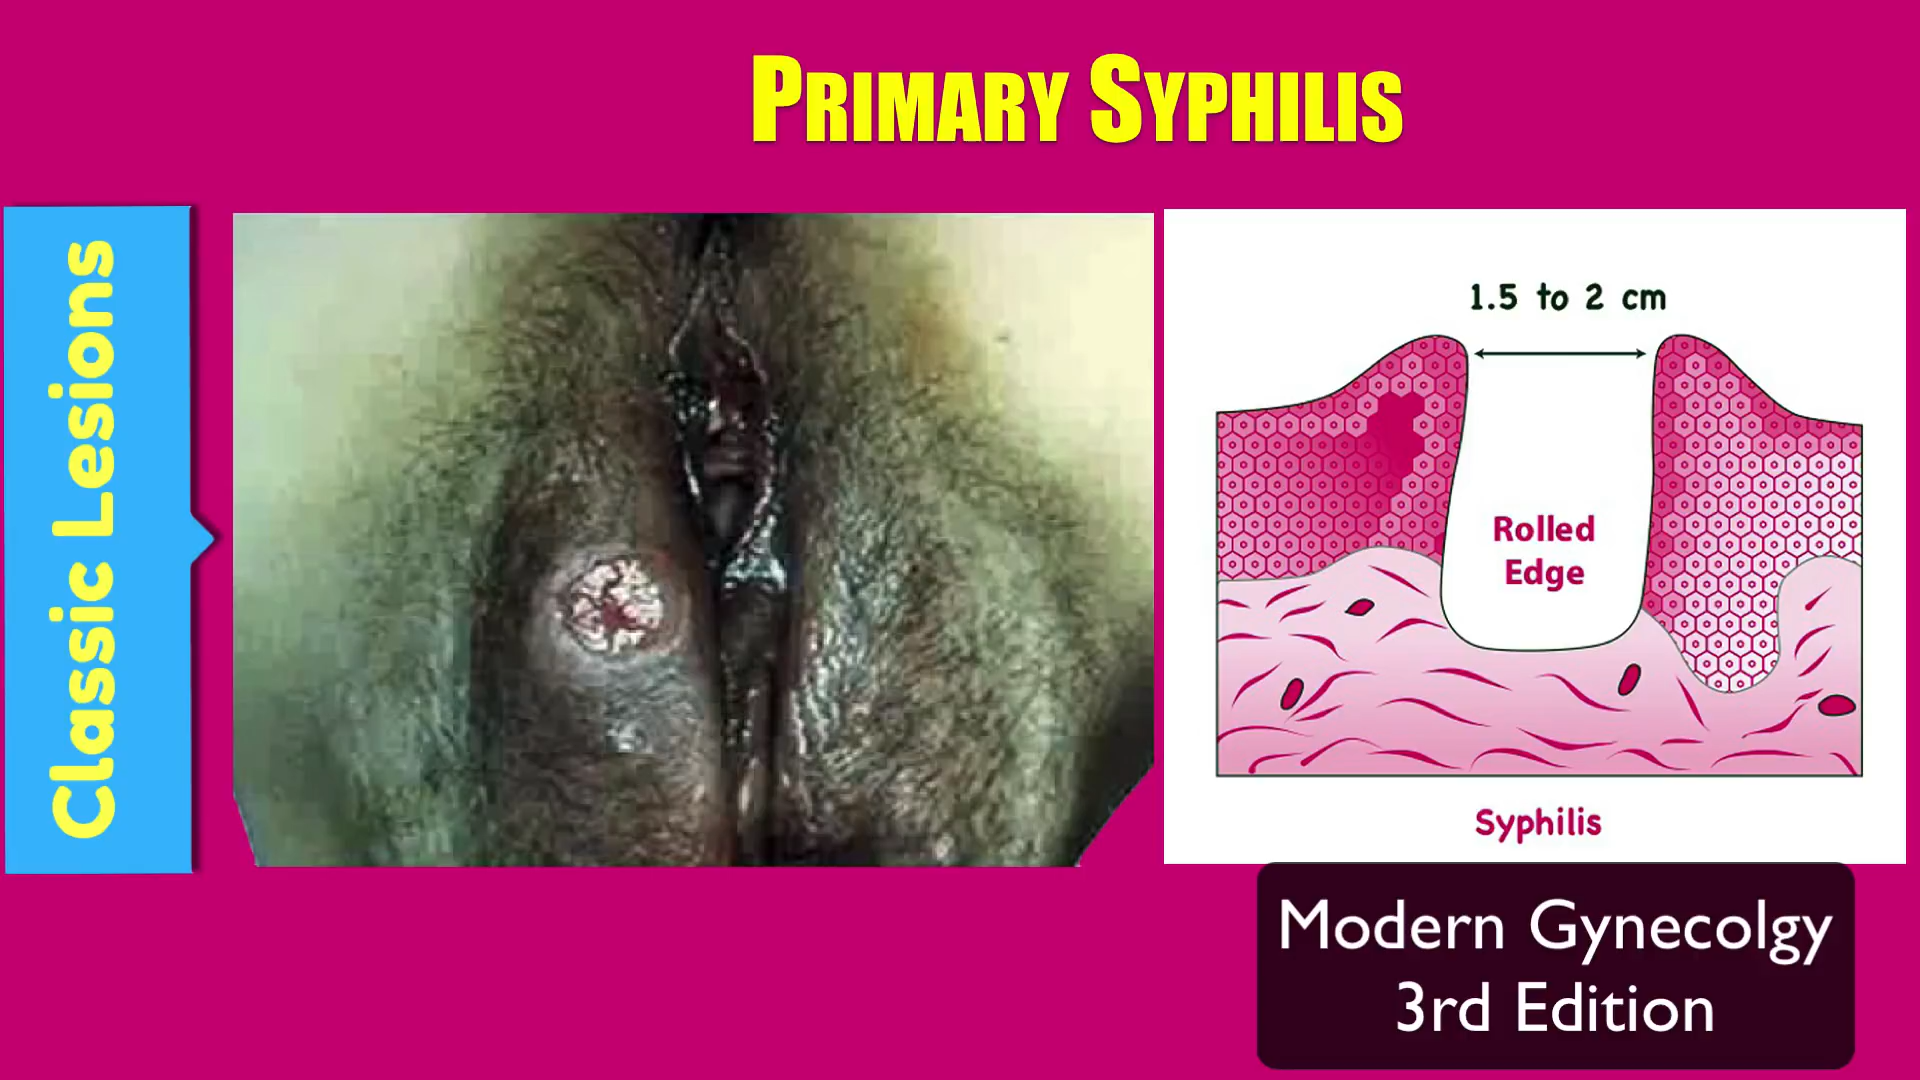 PRIMARY SYPHILIS
Classic Lesions
1.5 to 2 cm
Rolled
Edge
Syphilis
Modern Gynecolgy
3rd Edition